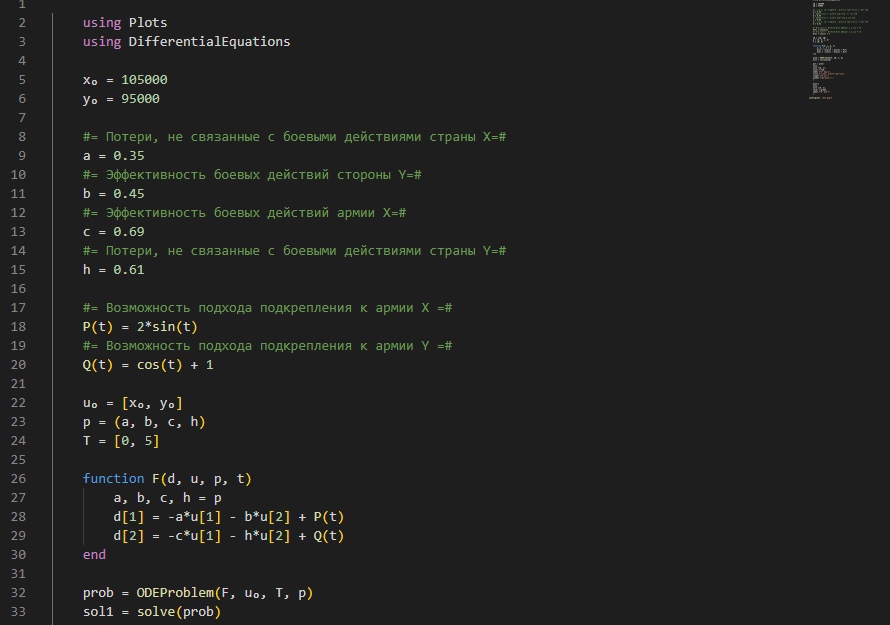 1
2 using Plots
3 using DifferentialEquations
4
5 xₒ = 105000
6 yₒ = 95000
7
8 #= Потери, не связанные с боевыми действиями страны X=#
9 a = 0.35
10 #= Эффективность боевых действий стороны Y=#
11 b = 0.45
12 #= Эффективность боевых действий армии X=#
13 c = 0.69
14 #= Потери, не связанные с боевыми действиями страны Y=#
15 h = 0.61
16
17 #= Возможность подхода подкрепления к армии X =#
18 P(t) = 2*sin(t)
19 #= Возможность подхода подкрепления к армии Y =#
20 Q(t) = cos(t) + 1
21
22 uₒ = [xₒ, yₒ]
23 p = (a, b, c, h)
24 T = [0, 5]
25
26 function F(d, u, p, t)
27 a, b, c, h = p
28 d[1] = -a*u[1] - b*u[2] + P(t)
29 d[2] = -c*u[1] - h*u[2] + Q(t)
30 end
31
32 prob = ODEProblem(F, uₒ, T, p)
33 sol1 = solve(prob)